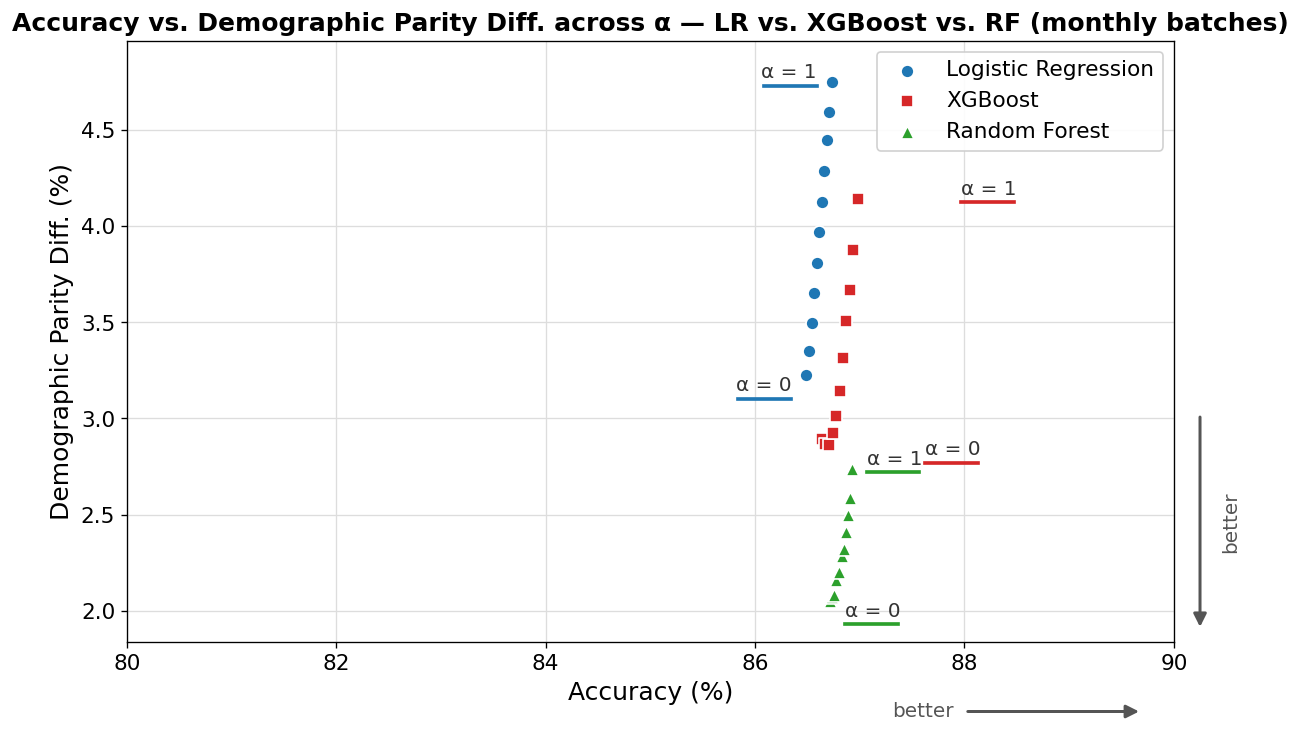 Accuracy vs. Demographic Parity Diff. across α — LR vs. XGBoost vs. RF (monthly batches)
Logistic Regression
XGBoost
Random Forest
α = 1
α = 1
α = 0
α = 1
α = 0
α = 0
Demographic Parity Diff. (%)
4.5
4.0
3.5
3.0
2.5
2.0
80
82
84
86
88
90
Accuracy (%)
better
better